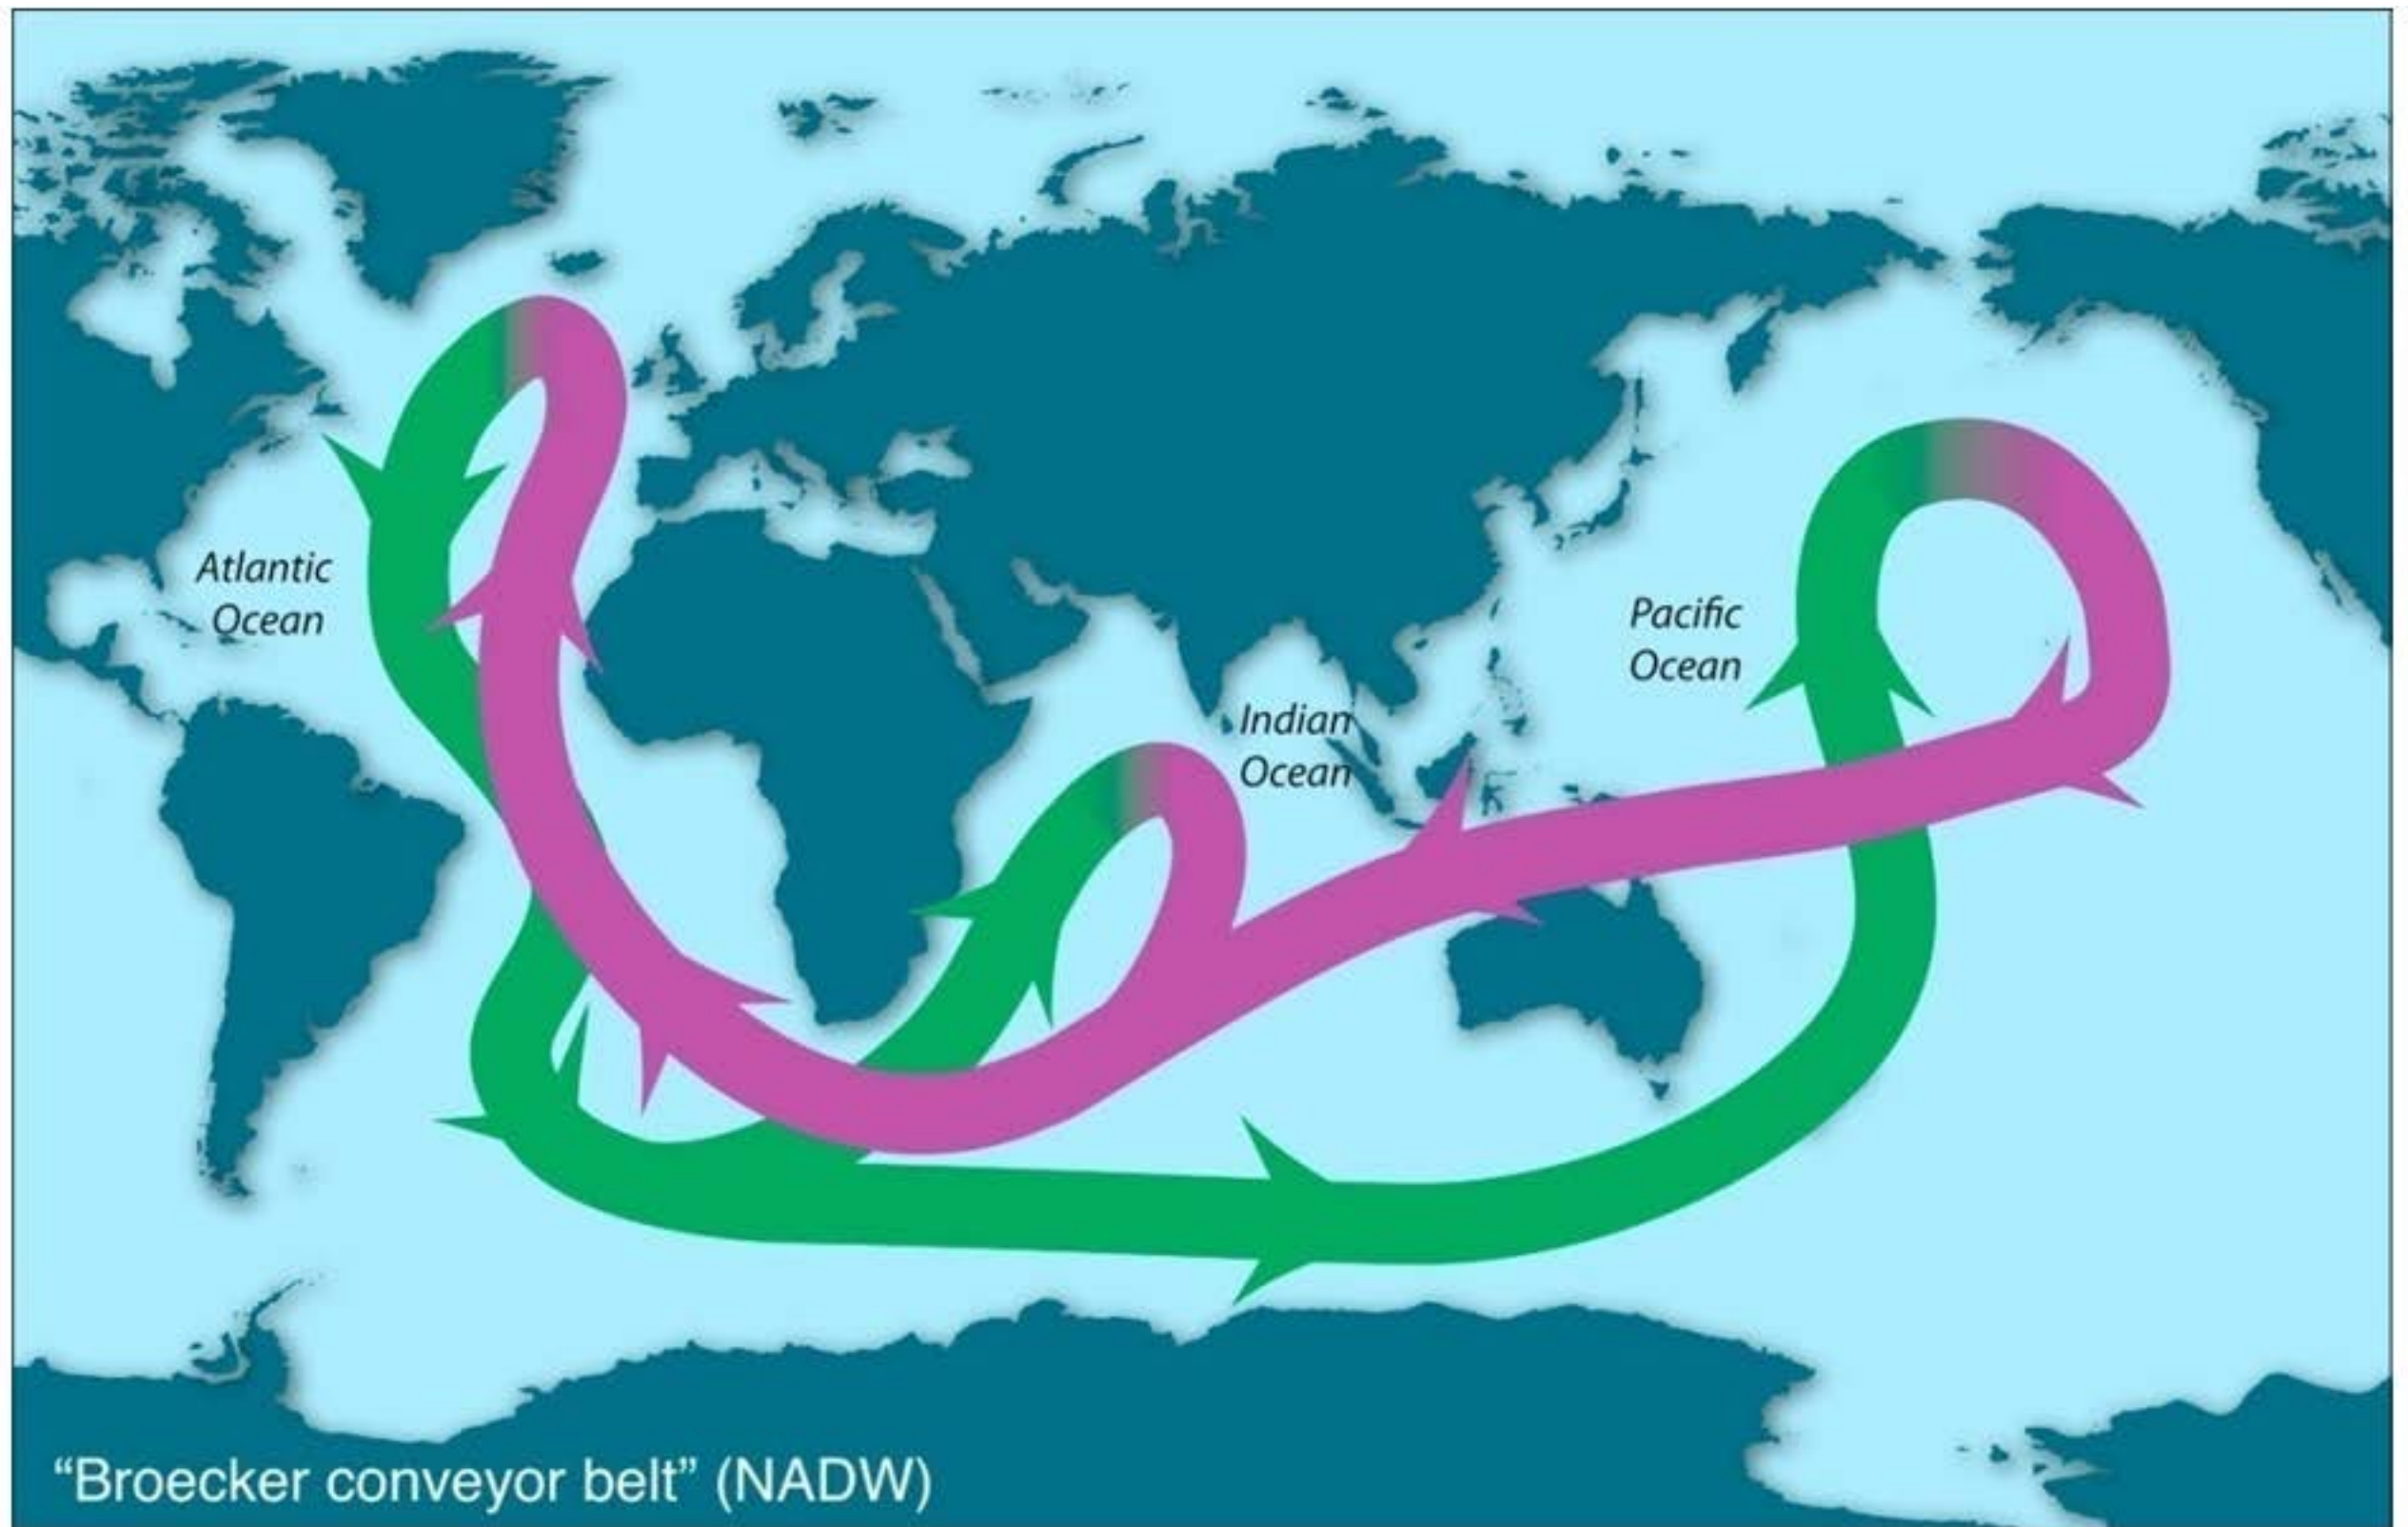 Atlantic
Ocean
Pacific
Ocean
Indian
Ocean
“Broecker conveyor belt” (NADW)